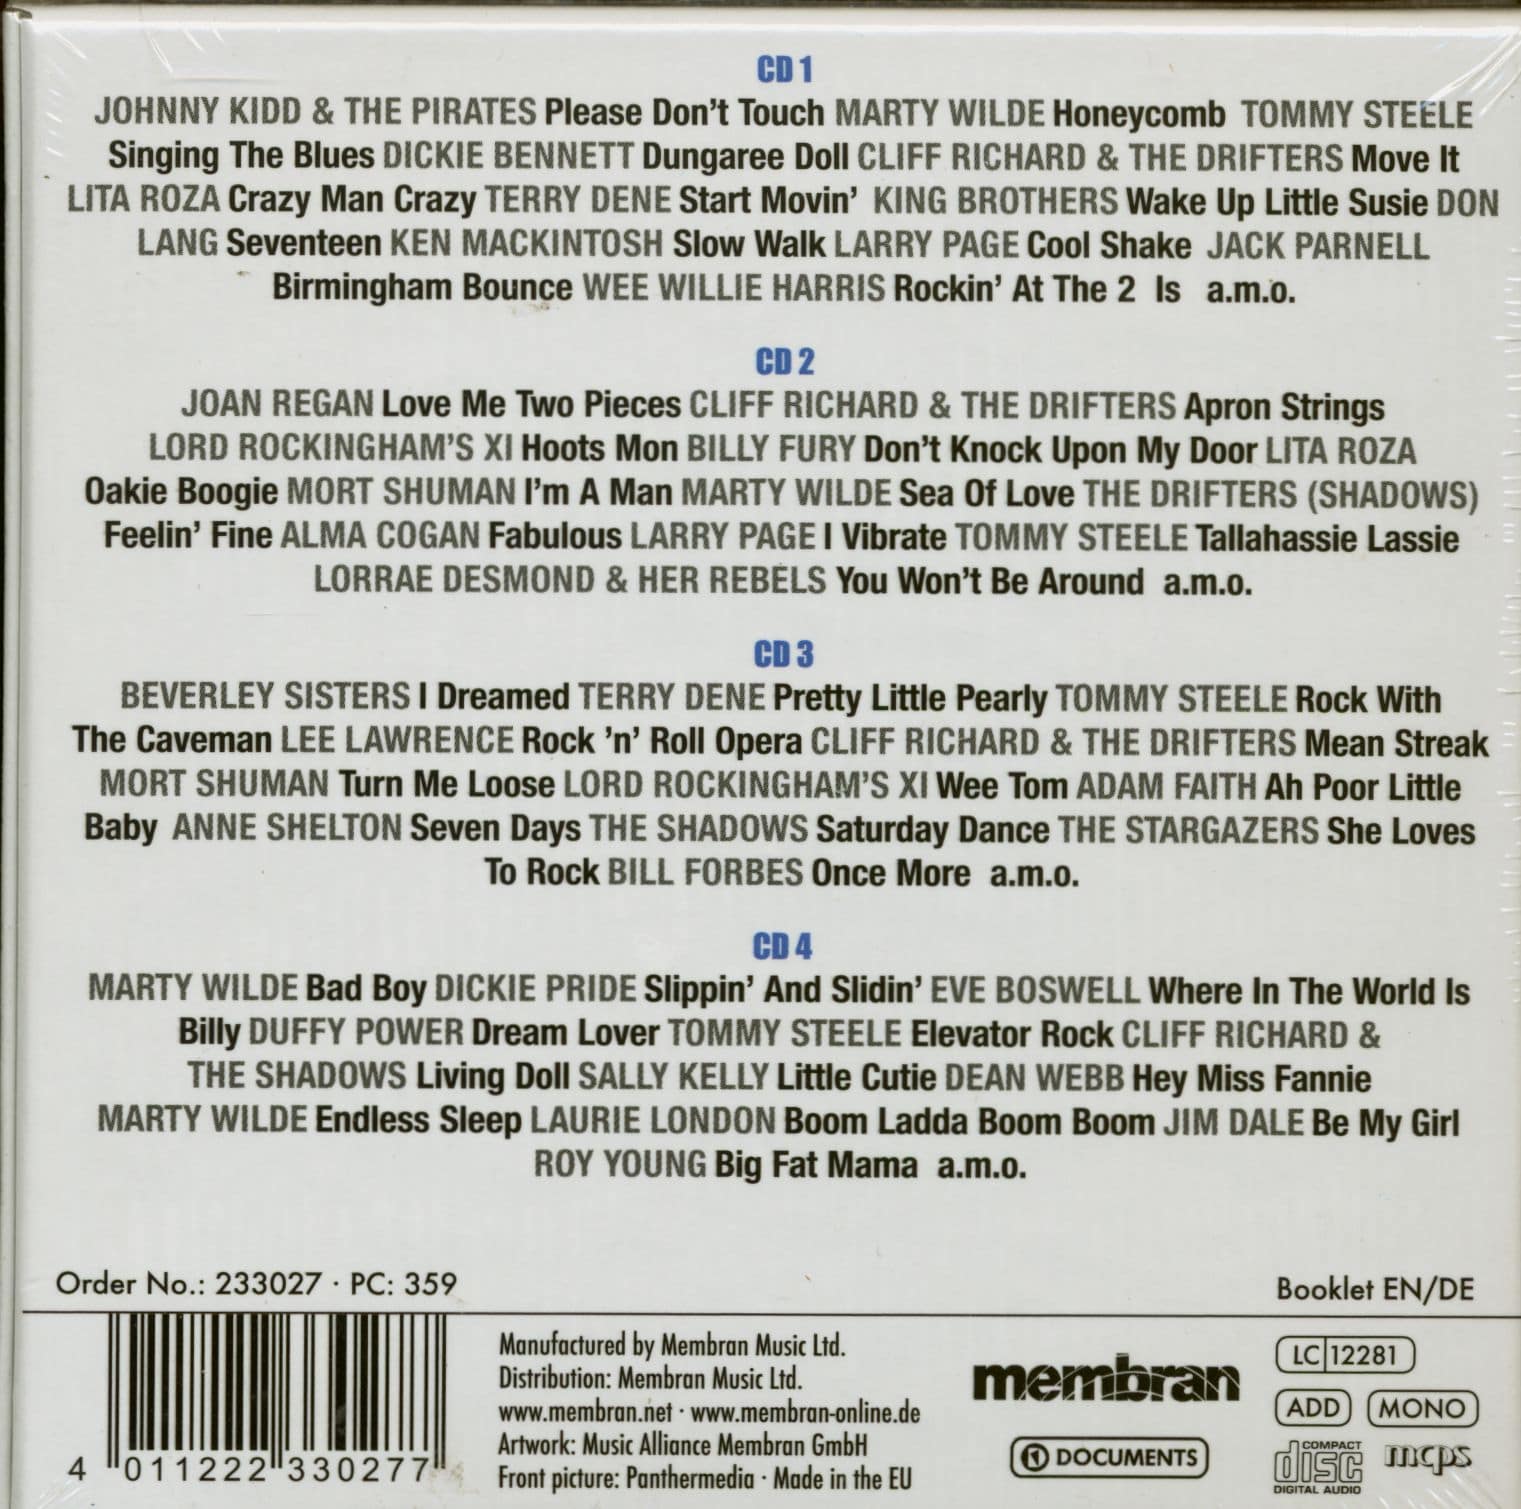 CD 1
JOHNNY KIDD & THE PIRATES Please Don't Touch MARTY WILDE Honeycomb TOMMY STEELE
Singing The Blues DICKIE BENNETT Dungaree Doll CLIFF RICHARD & THE DRIFTERS Move It
LITA ROZA Crazy Man Crazy TERRY DENE Start Movin' KING BROTHERS Wake Up Little Susie DON
LANG Seventeen KEN MACKINTOSH Slow Walk LARRY PAGE Cool Shake JACK PARNELL
Birmingham Bounce WEE WILLIE HARRIS Rockin' At The 2 Is a.m.o.
CD 2
JOAN REGAN Love Me Two Pieces CLIFF RICHARD & THE DRIFTERS Apron Strings
LORD ROCKINGHAM'S XI Hoots Mon BILLY FURY Don't Knock Upon My Door LITA ROZA
Oakie Boogie MORT SHUMAN I'm A Man MARTY WILDE Sea Of Love THE DRIFTERS (SHADOWS)
Feelin' Fine ALMA COGAN Fabulous LARRY PAGE I Vibrate TOMMY STEELE Tallahassie Lassie
LORRAE DESMOND & HER REBELS You Won't Be Around a.m.o.
CD 3
BEVERLEY SISTERS I Dreamed TERRY DENE Pretty Little Pearly TOMMY STEELE Rock With
The Caveman LEE LAWRENCE Rock 'n' Roll Opera CLIFF RICHARD & THE DRIFTERS Mean Streak
MORT SHUMAN Turn Me Loose LORD ROCKINGHAM'S XI Wee Tom ADAM FAITH Ah Poor Little
Baby ANNE SHELTON Seven Days THE SHADOWS Saturday Dance THE STARGAZERS She Loves
To Rock BILL FORBES Once More a.m.o.
CD 4
MARTY WILDE Bad Boy DICKIE PRIDE Slippin' And Slidin' EVE BOSWELL Where In The World Is
Billy DUFFY POWER Dream Lover TOMMY STEELE Elevator Rock CLIFF RICHARD &
THE SHADOWS Living Doll SALLY KELLY Little Cutie DEAN WEBB Hey Miss Fannie
MARTY WILDE Endless Sleep LAURIE LONDON Boom Ladda Boom Boom JIM DALE Be My Girl
ROY YOUNG Big Fat Mama a.m.o.
Order No.: 233027 · PC: 359
Booklet EN/DE
4 011222 330277
Manufactured by Membran Music Ltd.
Distribution: Membran Music Ltd.
www.membran.net · www.membran-online.de
Artwork: Music Alliance Membran GmbH
Front picture: Panthermedia · Made in the EU
membran
DOCUMENTS
LC 12281
ADD MONO
COMPACT
disc
DIGITAL AUDIO
mcps